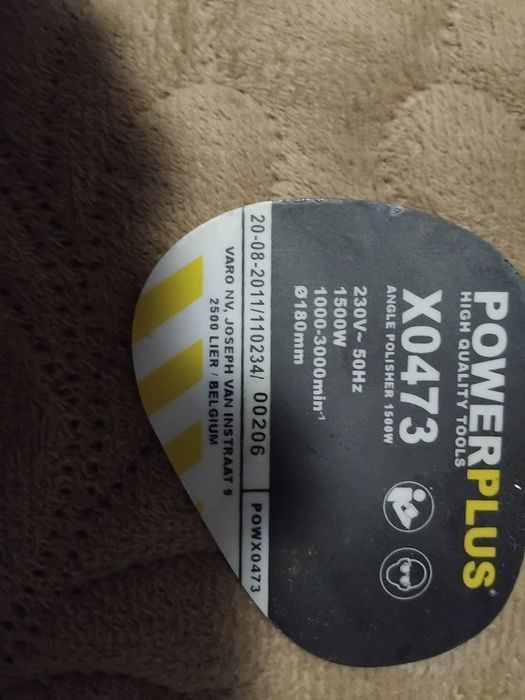 POWERPLUS
HIGH QUALITY TOOLS
X0473
ANGLE POLISHER 1500W
230V~ 50Hz
1500W
1000-3000min-1
Ø180mm
20-08-2011/110234/ 00206
POWX0473
VARO NV, JOSEPH VAN INSTRAAT 9
2500 LIER / BELGIUM